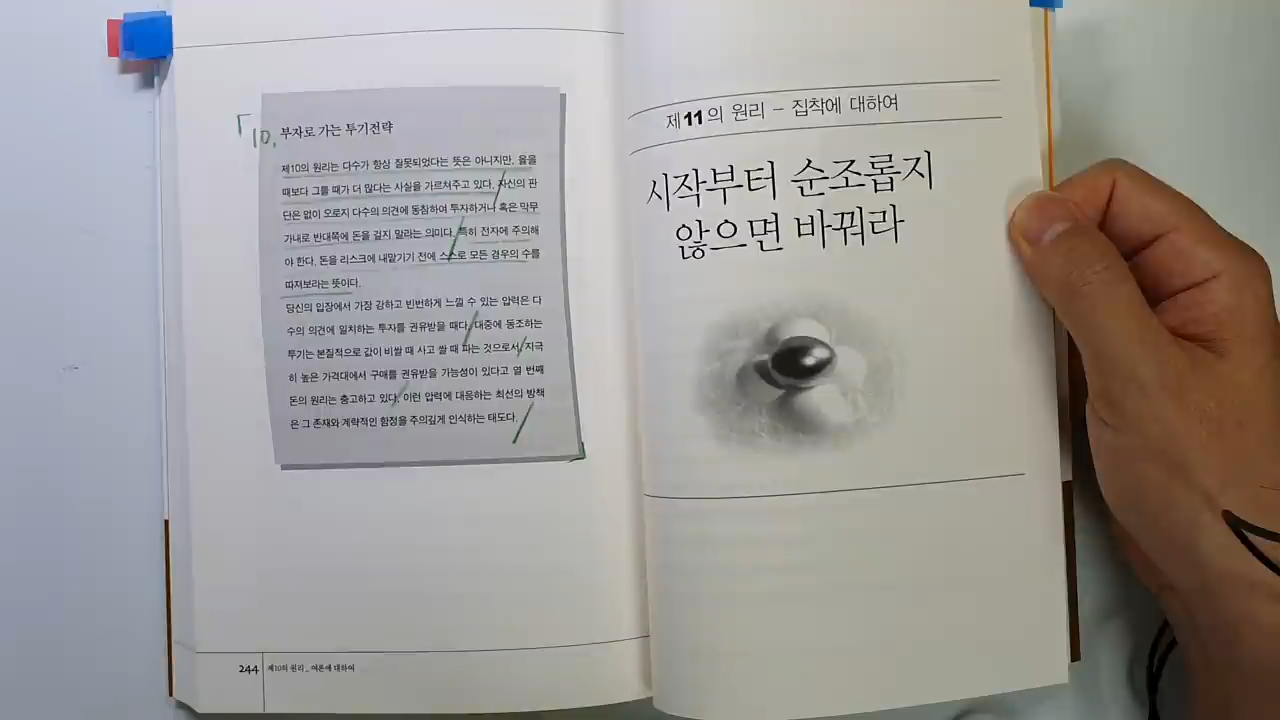 「10.
부자로 가는 투기전략
제10의 원리는 다수가 항상 잘못되었다는 뜻은 아니지만, 옳을
때보다 그를 때가 더 많다는 사실을 가르쳐주고 있다. 자신의 판
단은 없이 오로지 다수의 의견에 동참하여 투자하거나 혹은 막무
가내로 반대쪽에 돈을 걸지 말라는 의미다. 특히 전자에 주의해
야 한다. 돈을 리스크에 내맡기기 전에 스스로 모든 경우의 수를
따져보라는 뜻이다.
당신의 입장에서 가장 강하고 빈번하게 느낄 수 있는 압력은 다
수의 의견에 일치하는 투자를 권유받을 때다. 대중에 동조하는
투기는 본질적으로 값이 비쌀 때 사고 쌀 때 파는 것으로서, 지극
히 높은 가격대에서 구매를 권유받을 가능성이 있다고 열 번째
돈의 원리는 충고하고 있다. 이런 압력에 대응하는 최선의 방책
은 그 존재와 계략적인 함정을 주의깊게 인식하는 태도다.
244 제10의 원리_ 여론에 대하여
제11의 원리 - 집착에 대하여
시작부터 순조롭지
않으면 바꿔라